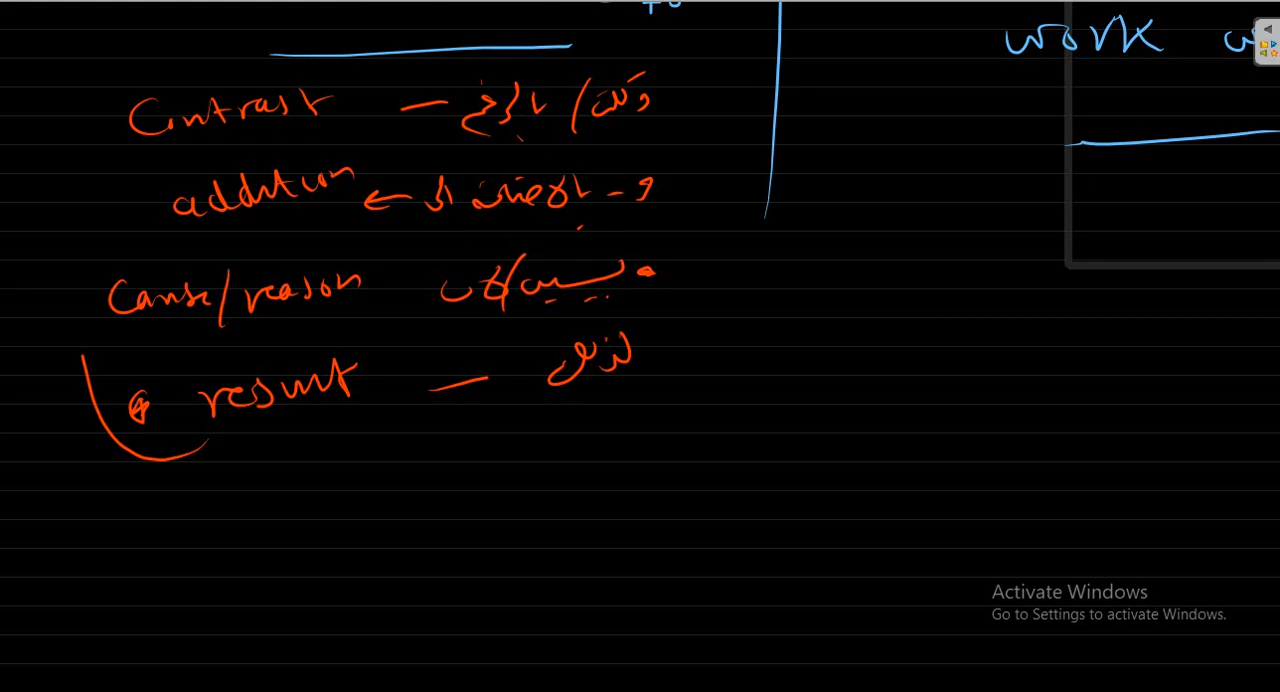 work
Contrast — ولكن / بالرغم
addition ← و - بالإضافة الى
Cause/reason بسبب / لأن
result — لذلك
Activate Windows
Go to Settings to activate Windows.